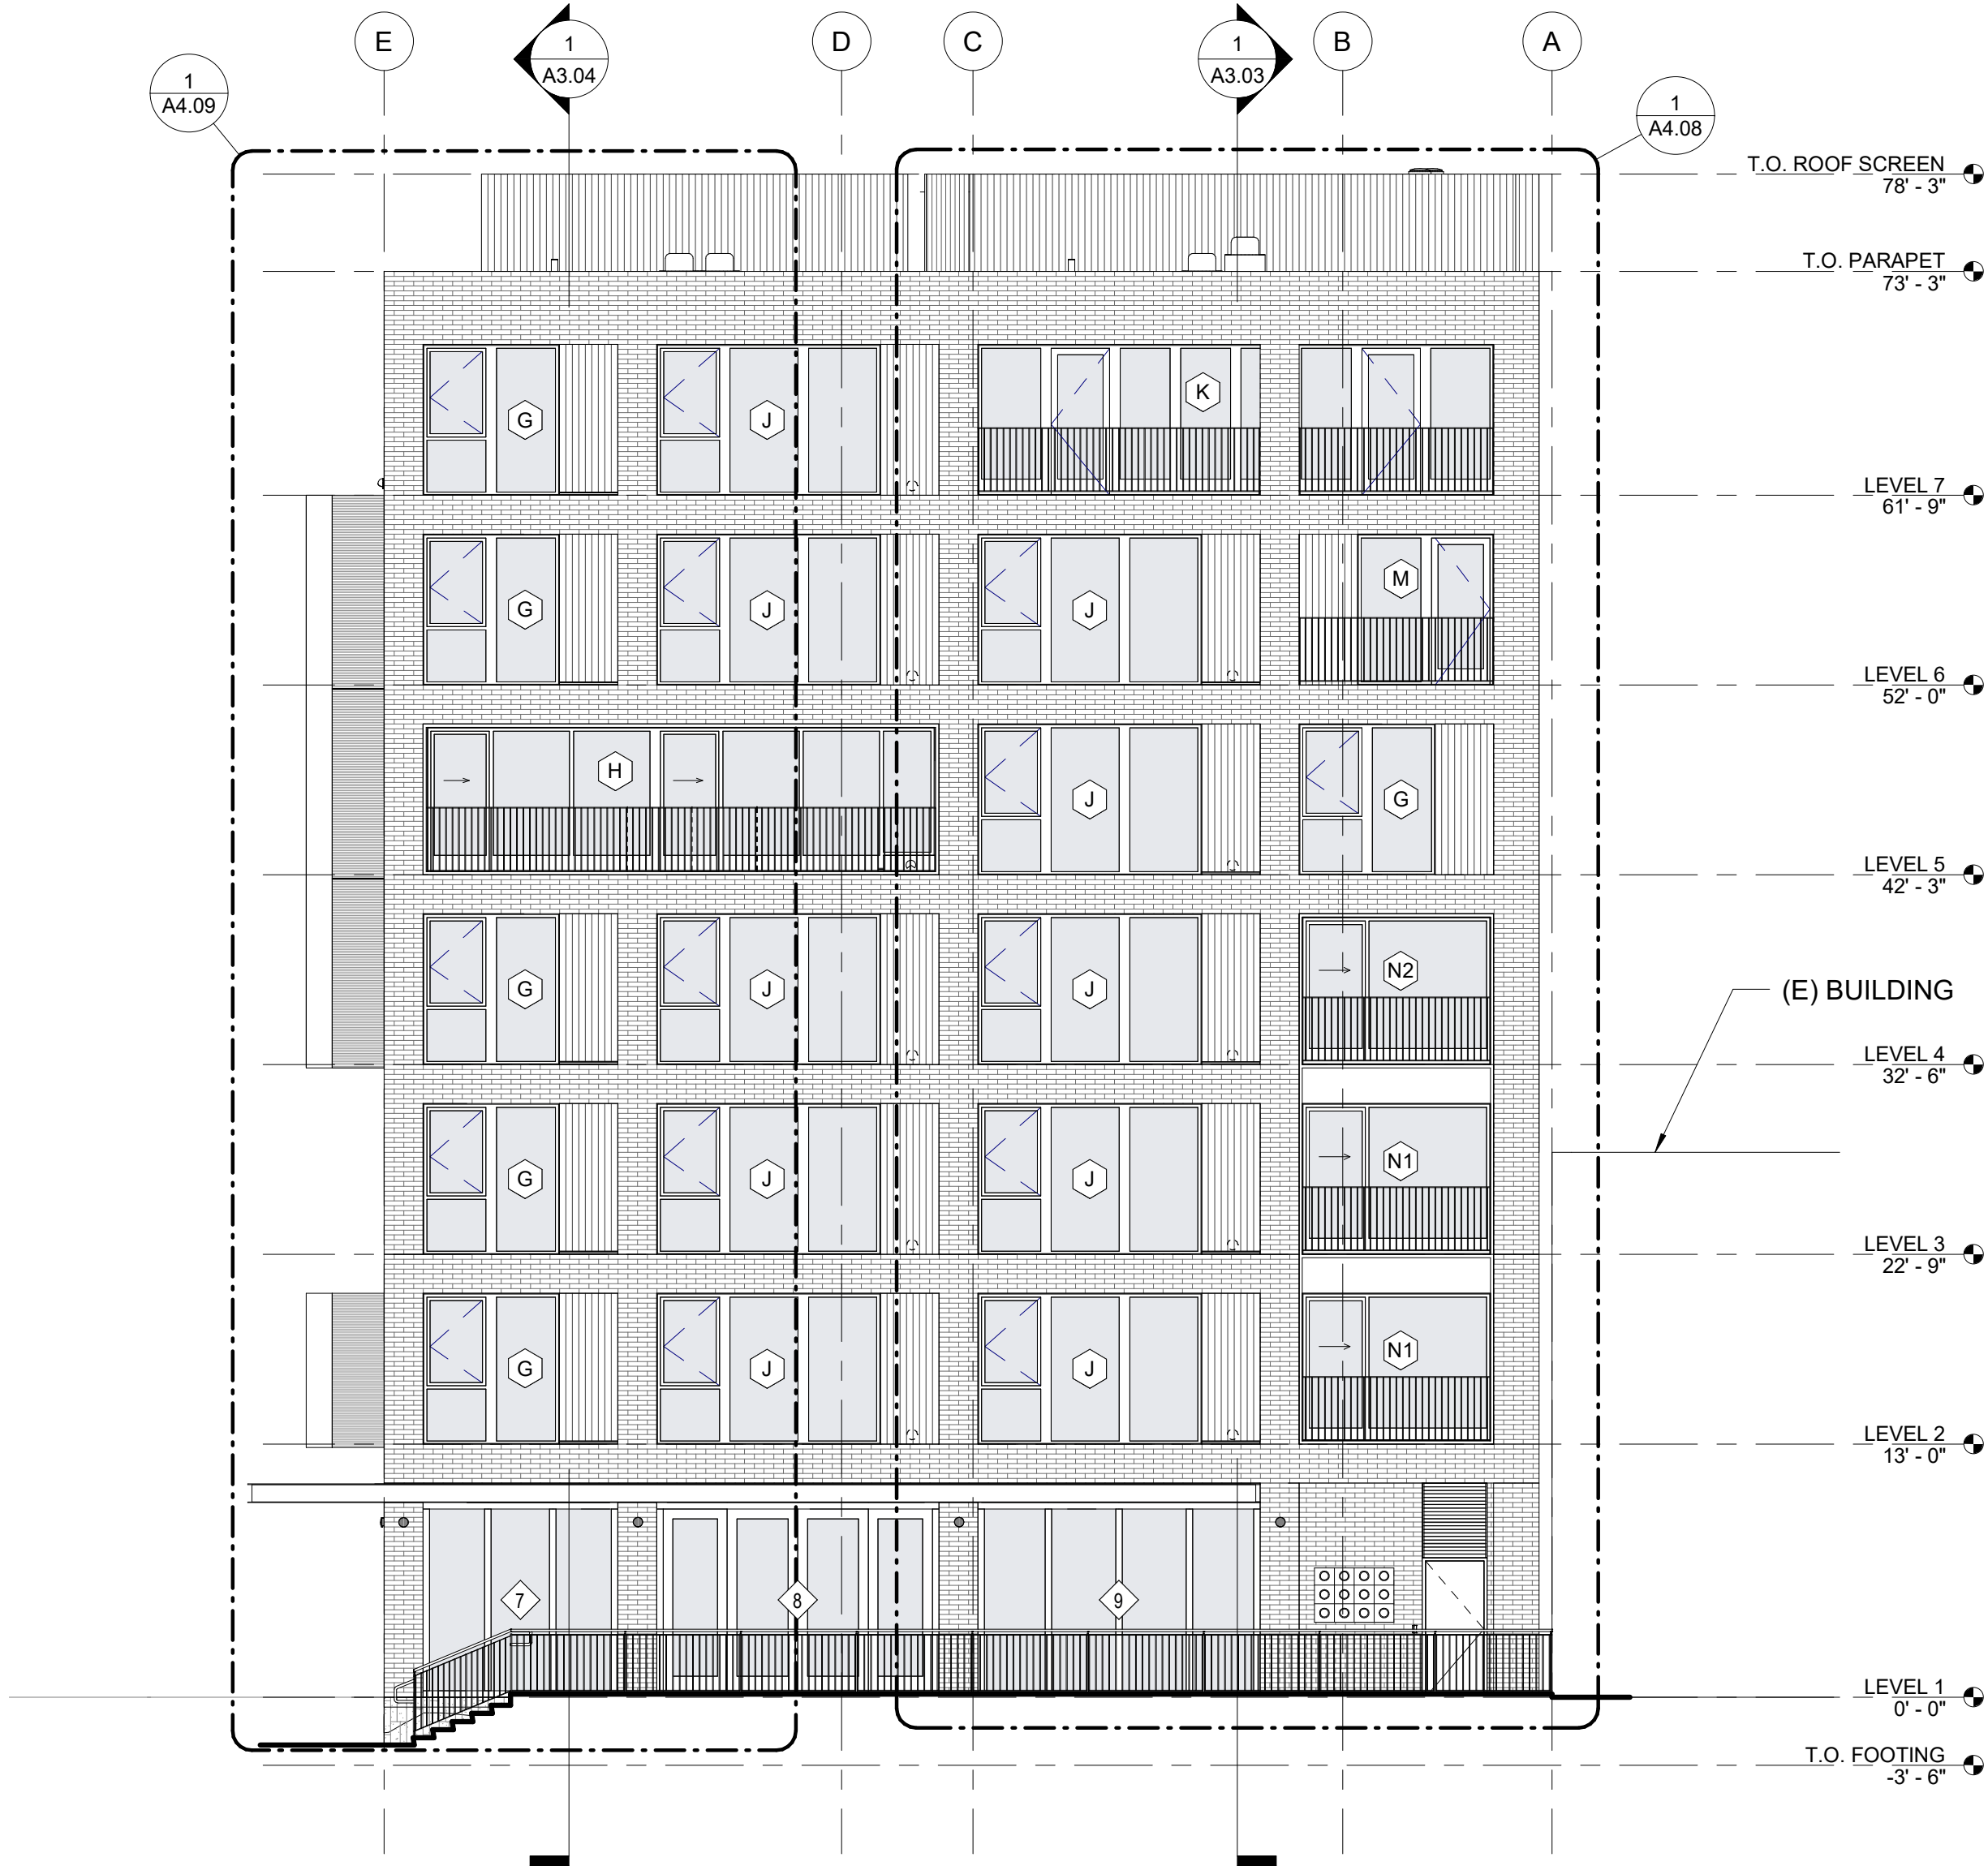 E
1
A3.04
D
C
1
A3.03
B
A
1
A4.09
1
A4.08
T.O. ROOF SCREEN
78' - 3"
T.O. PARAPET
73' - 3"
K
G
J
LEVEL 7
61' - 9"
M
G
J
J
LEVEL 6
52' - 0"
H
J
G
LEVEL 5
42' - 3"
G
J
J
N2
(E) BUILDING
LEVEL 4
32' - 6"
G
J
J
N1
LEVEL 3
22' - 9"
G
J
J
N1
LEVEL 2
13' - 0"
7
8
9
LEVEL 1
0' - 0"
T.O. FOOTING
-3' - 6"